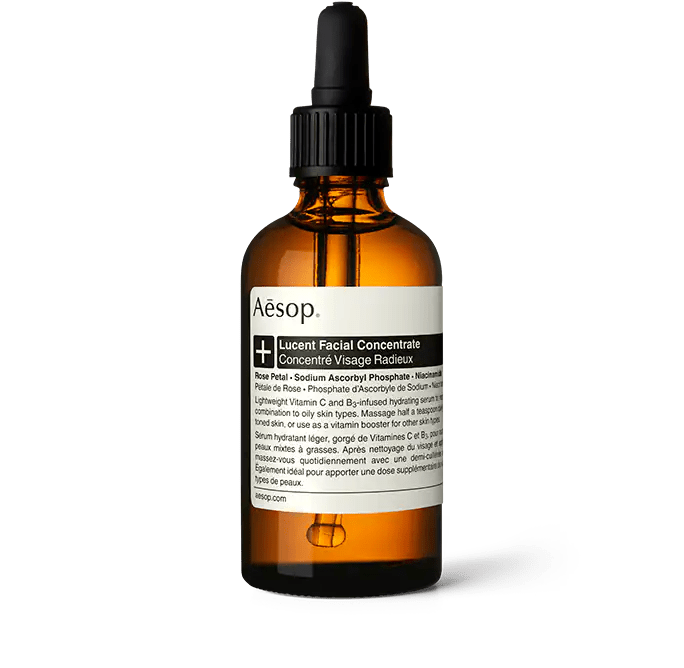 Aēsop®
Lucent Facial Concentrate
Concentré Visage Radieux
Rose Petal • Sodium Ascorbyl Phosphate • Niacinamide
Pétale de Rose • Phosphate d'Ascorbyle de Sodium •
Lightweight Vitamin C and B₃-infused hydrating serum
combination to oily skin types. Massage half a teaspoon
toned skin, or use as a vitamin booster for other skin types.
Sérum hydratant léger, gorgé de Vitamines C et B₃,
peaux mixtes à grasses. Après nettoyage du visage et
massez-vous quotidiennement avec une demi-cuillère
Egalement idéal pour apporter une dose supplémentaire de
types de peaux.
aesop.com